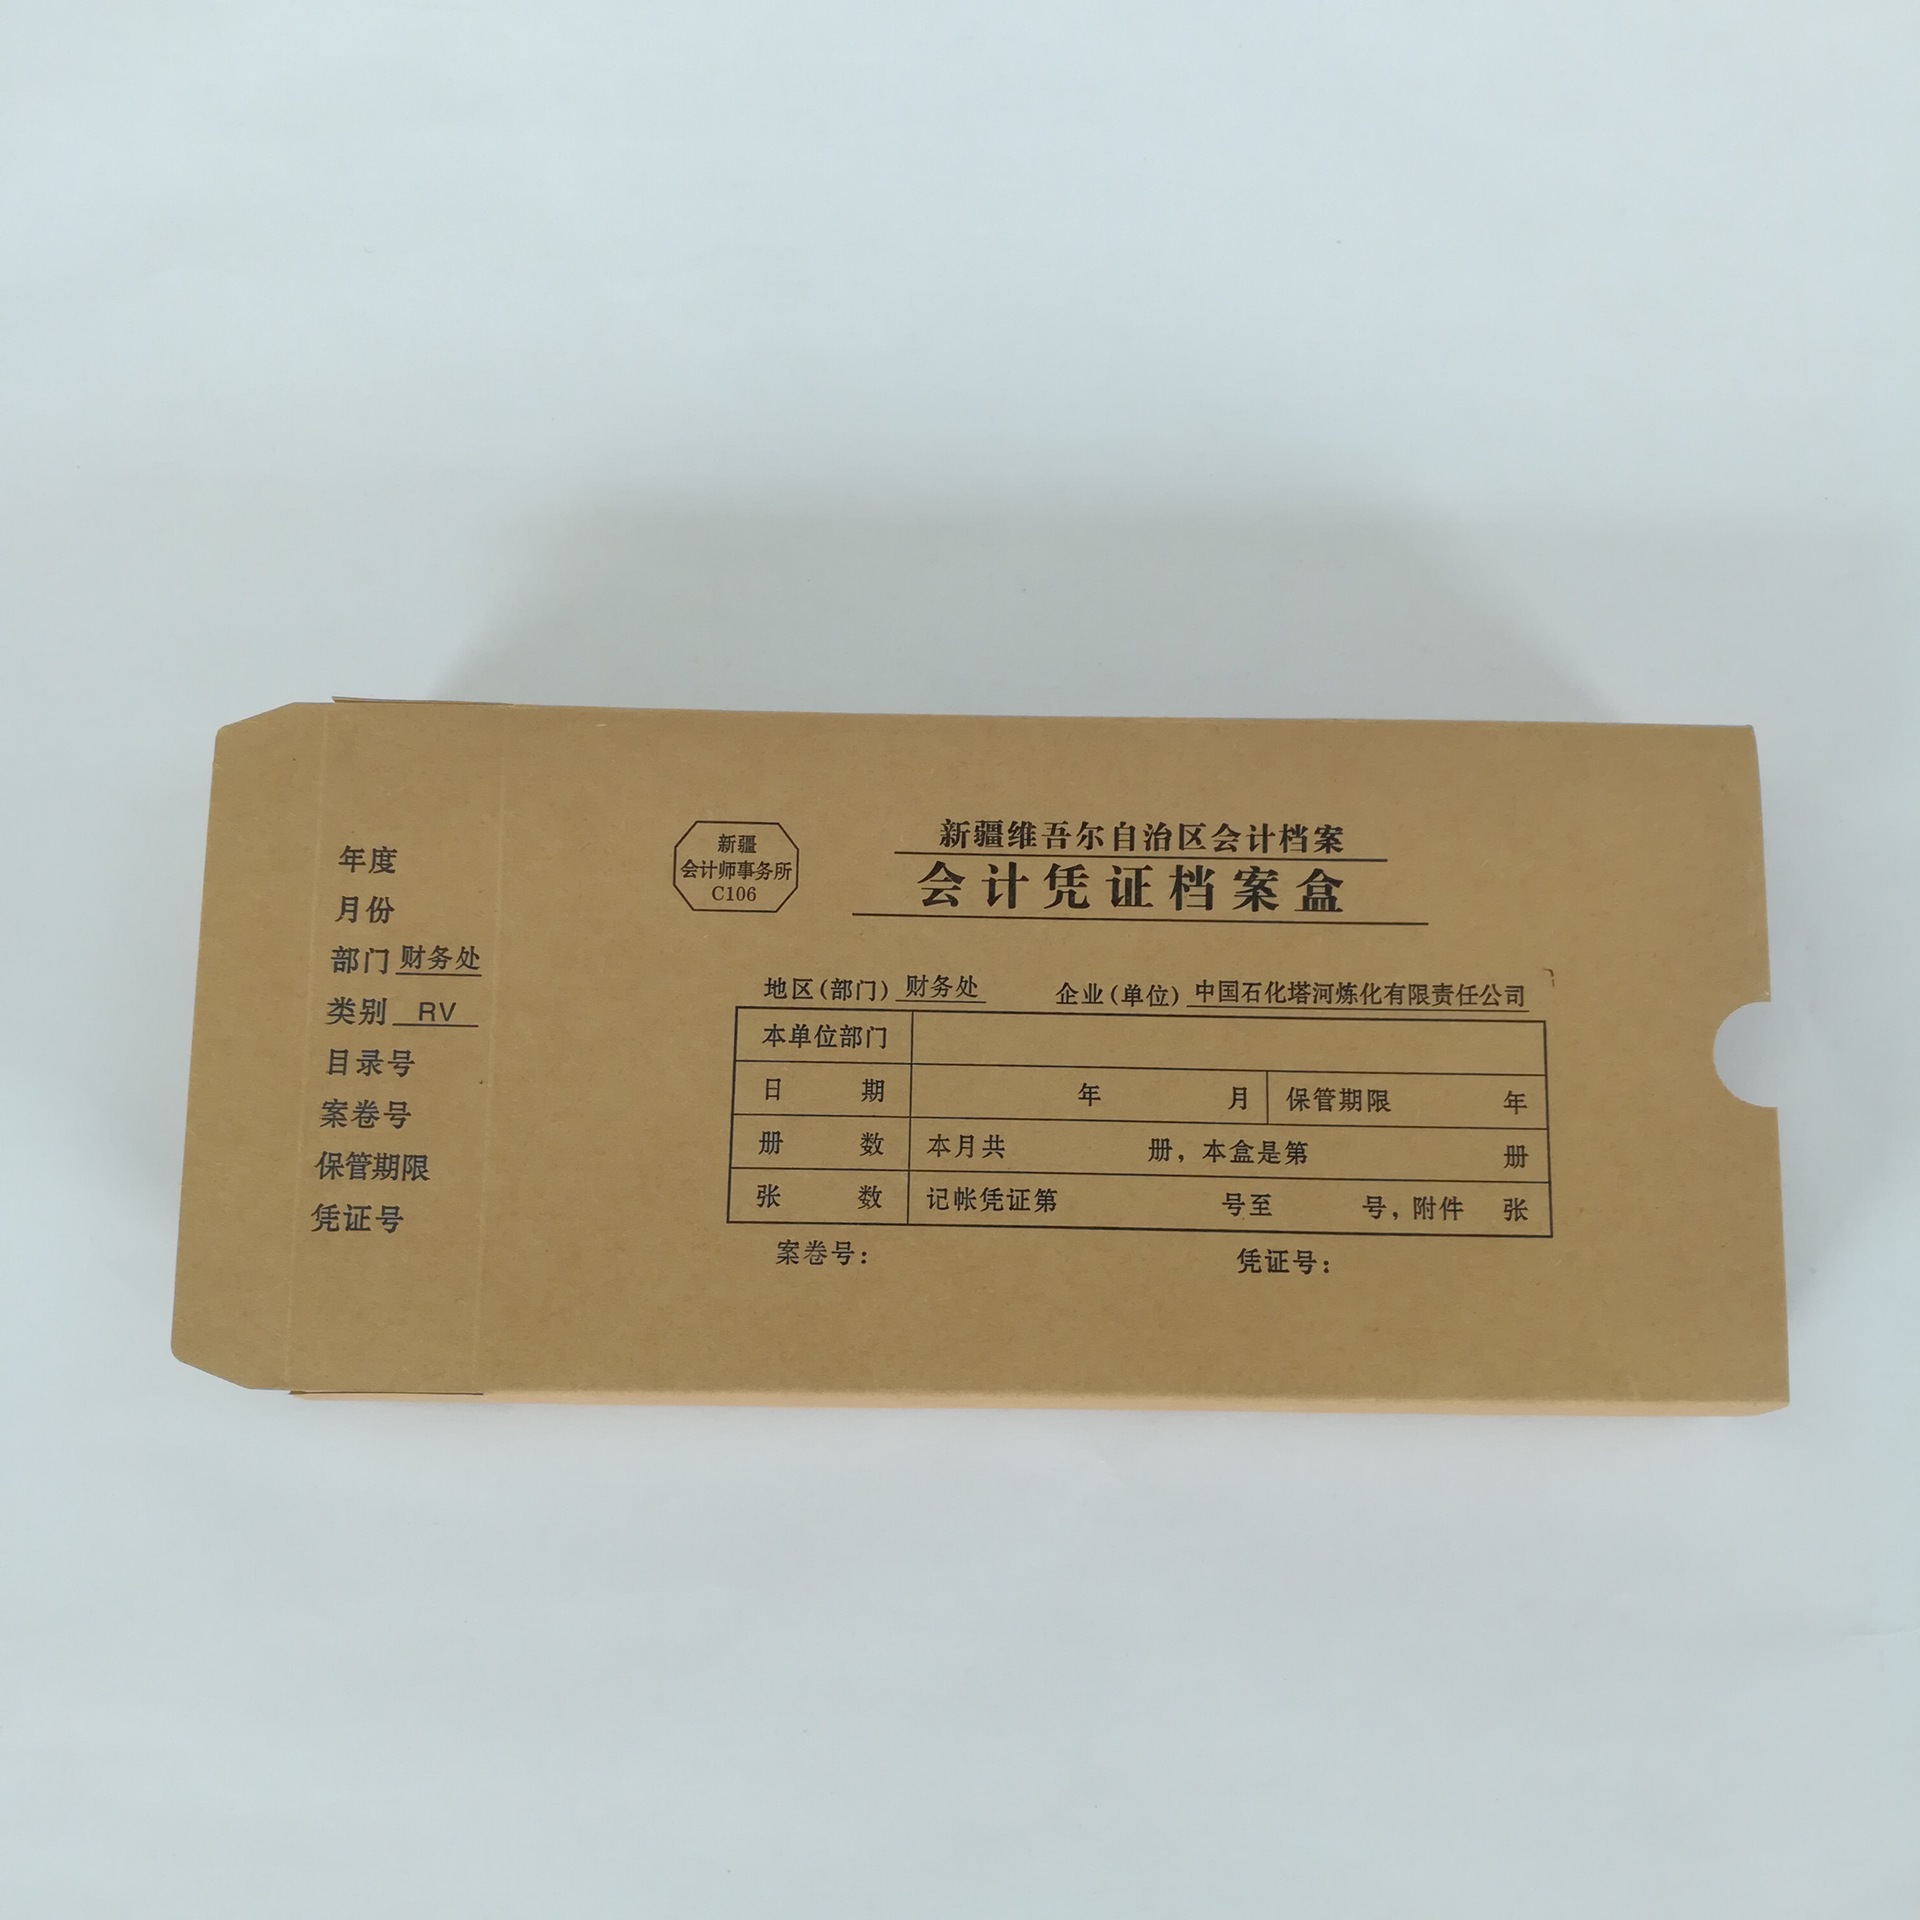 年度
月份
部门 财务处
类别 RV
目录号
案卷号
保管期限
凭证号
新疆
会计师事务所
C106
新疆维吾尔自治区会计档案
会计凭证档案盒
地区(部门) 财务处 企业(单位) 中国石化塔河炼化有限责任公司
本单位部门
日 期 年 月 保管期限 年
册 数 本月共 册，本盒是第 册
张 数 记帐凭证第 号至 号，附件 张
案卷号： 凭证号：